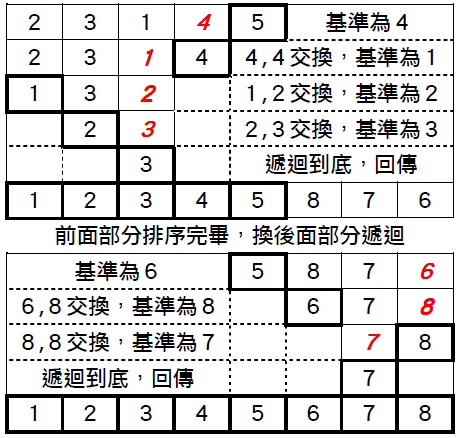 2 3 1 4 5 基準為4
2 3 1 4 4,4交換,基準為1
1 3 2 1,2交換,基準為2
2 3 2,3交換,基準為3
3 遞迴到底,回傳
1 2 3 4 5 8 7 6
前面部分排序完畢,換後面部分遞迴
基準為6 5 8 7 6
6,8交換,基準為8 6 7 8
8,8交換,基準為7 7 8
遞迴到底,回傳 7
1 2 3 4 5 6 7 8